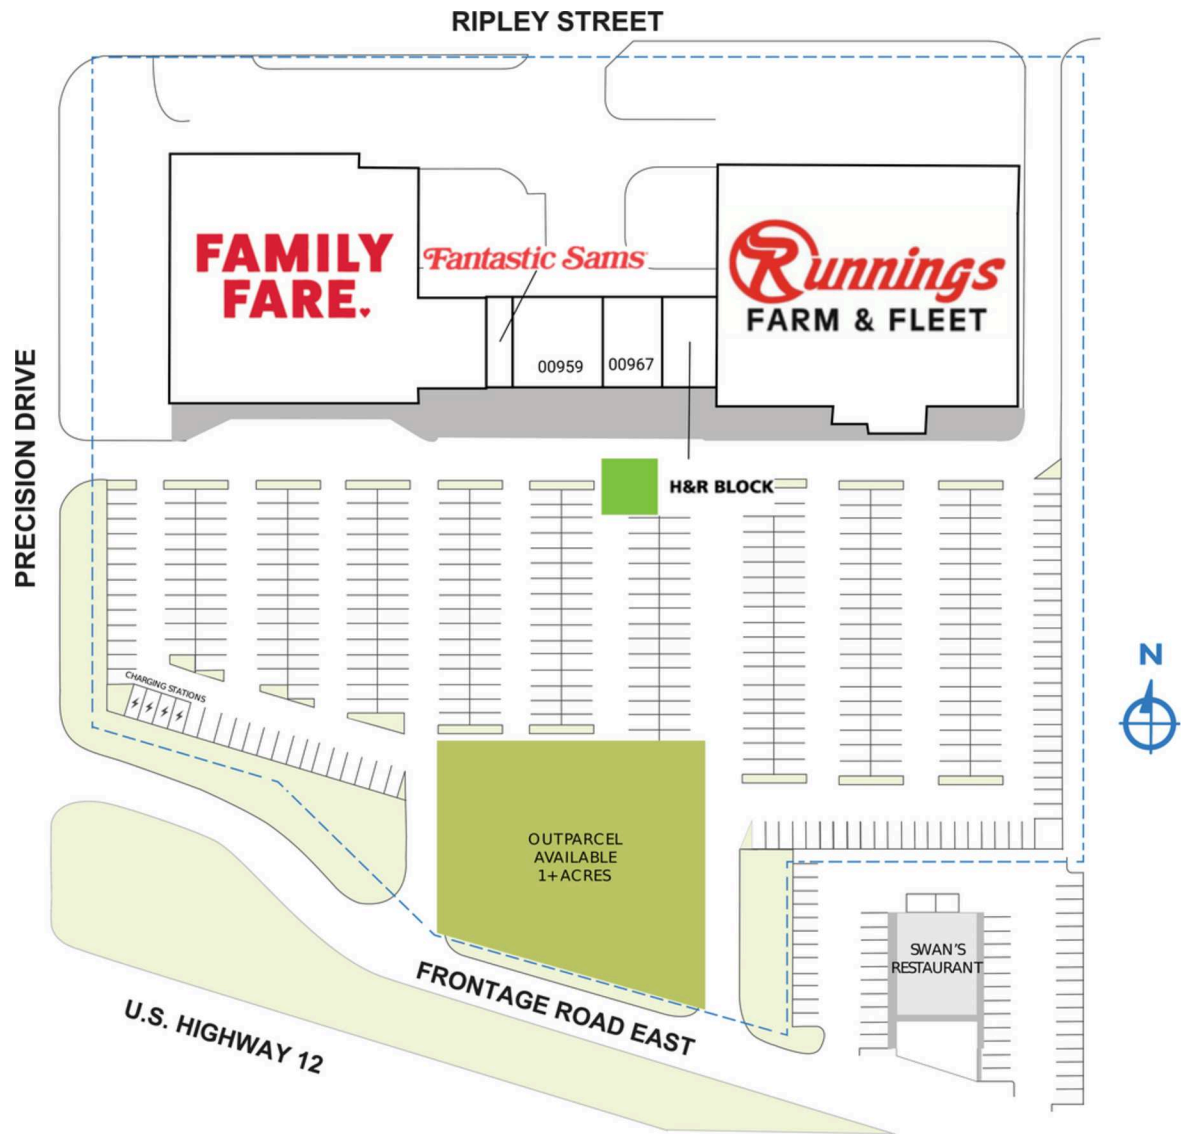 RIPLEY STREET
FAMILY
FARE.
Fantastic Sams
Runnings
FARM & FLEET
00959
00967
PRECISION DRIVE
H&R BLOCK
CHARGING STATIONS
N
OUTPARCEL
AVAILABLE
1+ ACRES
SWAN'S
RESTAURANT
FRONTAGE ROAD EAST
U.S. HIGHWAY 12